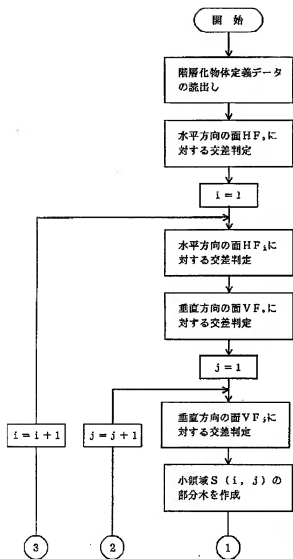 開 始
階層化物体定義データ
の読出し
水平方向の面HF₀に
対する交差判定
i=1
水平方向の面HFᵢに
対する交差判定
垂直方向の面VF₀に
対する交差判定
j=1
i=i+1
j=j+1
垂直方向の面VFⱼに
対する交差判定
小領域S (i, j) の
部分木を作成
3
2
1